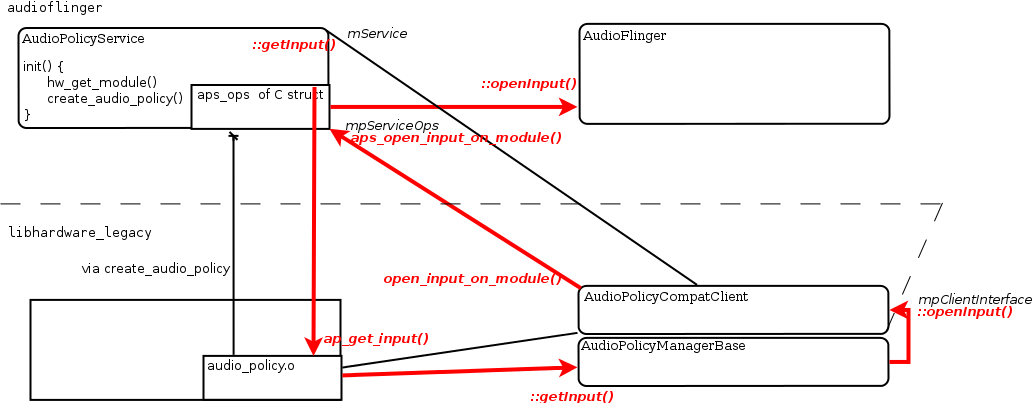 audioflinger
mService
AudioPolicyService
::getInput()
AudioFlinger
init() {
hw_get_module()
create_audio_policy()
}
aps_ops of C struct
::openInput()
mpServiceOps
aps_open_input_on_module()
libhardware_legacy
via create_audio_policy
open_input_on_module()
AudioPolicyCompatClient
mpClientInterface
::openInput()
ap_get_input()
AudioPolicyManagerBase
audio_policy.o
::getInput()